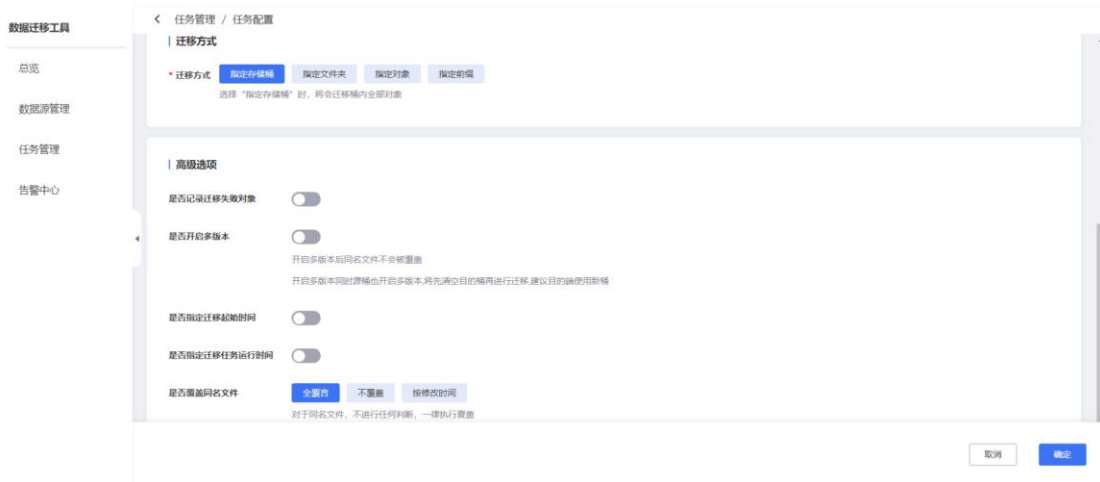 数据迁移工具
总览
数据源管理
任务管理
告警中心
任务管理 / 任务配置
迁移方式
* 迁移方式 指定存储桶 指定文件夹 指定对象 指定前缀
选择“指定存储桶”时，将会迁移桶内全部对象
高级选项
是否记录迁移失败对象
是否开启多版本
开启多版本后同名文件不会被覆盖
开启多版本同时源桶也开启多版本,将先清空目的桶再进行迁移,建议目的端使用新桶
是否指定迁移起始时间
是否指定迁移任务运行时间
是否覆盖同名文件 全覆盖 不覆盖 按修改时间
对于同名文件，不进行任何判断，一律执行覆盖
取消 确定